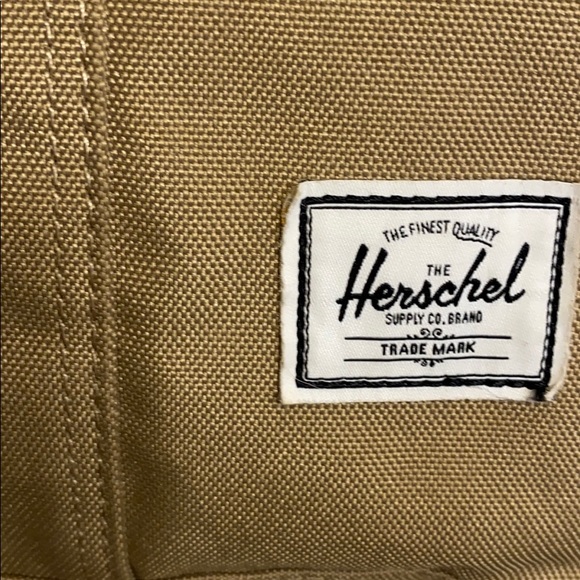 THE FINEST QUALITY
THE
Herschel
SUPPLY CO. BRAND
TRADE MARK